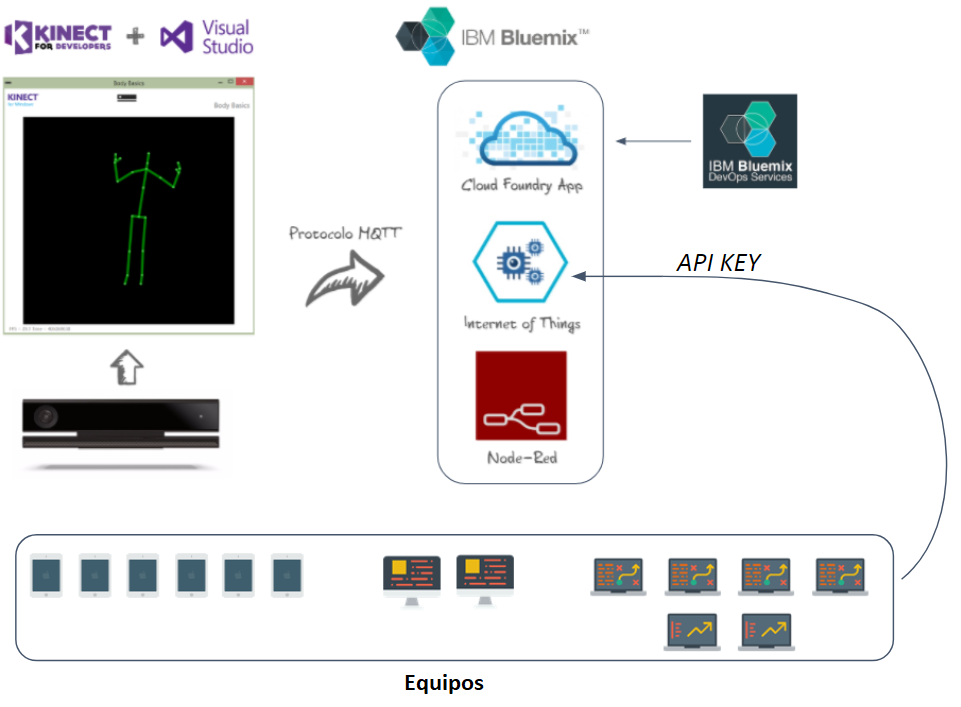 KINECT
FOR DEVELOPERS
+
Visual
Studio
IBM Bluemix™
Body Basics
KINECT
for Windows
Body Basics
Cloud Foundry App
IBM Bluemix
DevOps Services
Protocolo MQTT
API KEY
Internet of Things
Node-Red
Equipos